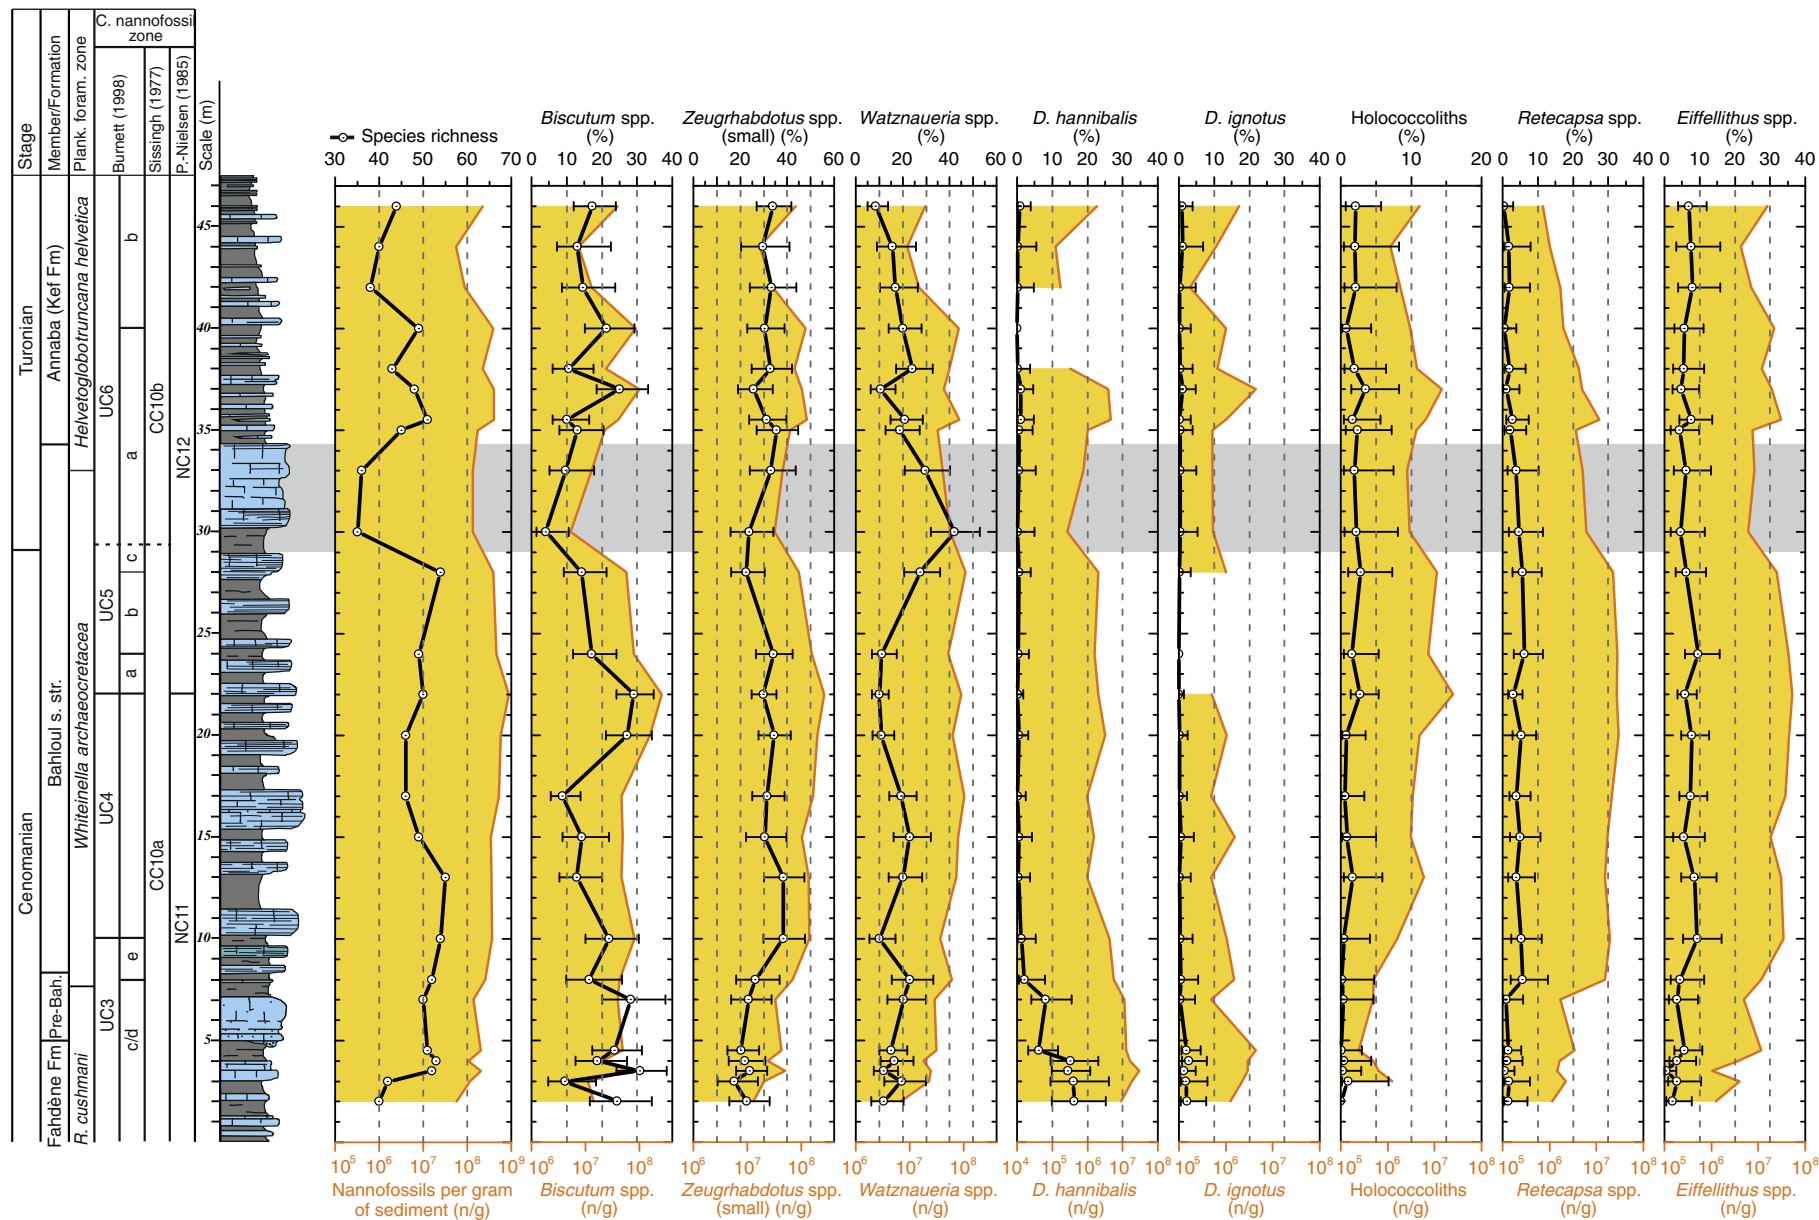 C. nannofossil
zone
Stage
Member/Formation
Plank. foram. zone
Burnett (1998)
Sissingh (1977)
P.-Nielsen (1985)
Scale (m)
Species richness
30 40 50 60 70
Biscutum spp.
(%)
0 10 20 30 40
Zeugrhabdotus spp.
(small) (%)
0 20 40 60
Watznaueria spp.
(%)
0 20 40 60
D. hannibalis
(%)
0 10 20 30 40
D. ignotus
(%)
0 10 20 30 40
Holococcoliths
(%)
0 10 20
Retecapsa spp.
(%)
0 10 20 30 40
Eiffellithus spp.
(%)
0 10 20 30 40
Turonian
Cenomanian
Annaba (Kef Fm)
Bahloul s. str.
Pre-Bah.
Fahdène Fm
Helvetoglobotruncana helvetica
Whiteinella archaeocretacea
R. cushmani
UC6
UC5
UC4
UC3
b
a
c
b
a
e
c/d
CC10b
CC10a
NC12
NC11
45
40
35
30
25
20
15
10
5
10⁵ 10⁶ 10⁷ 10⁸ 10⁹
Nannofossils per gram
of sediment (n/g)
10⁶ 10⁷ 10⁸
Biscutum spp.
(n/g)
10⁶ 10⁷ 10⁸
Zeugrhabdotus spp.
(small) (n/g)
10⁶ 10⁷ 10⁸
Watznaueria spp.
(n/g)
10⁴ 10⁵ 10⁶ 10⁷ 10⁸
D. hannibalis
(n/g)
10⁵ 10⁶ 10⁷ 10⁸
D. ignotus
(n/g)
10⁵ 10⁶ 10⁷ 10⁸
Holococcoliths
(n/g)
10⁵ 10⁶ 10⁷ 10⁸
Retecapsa spp.
(n/g)
10⁵ 10⁶ 10⁷ 10⁸
Eiffellithus spp.
(n/g)